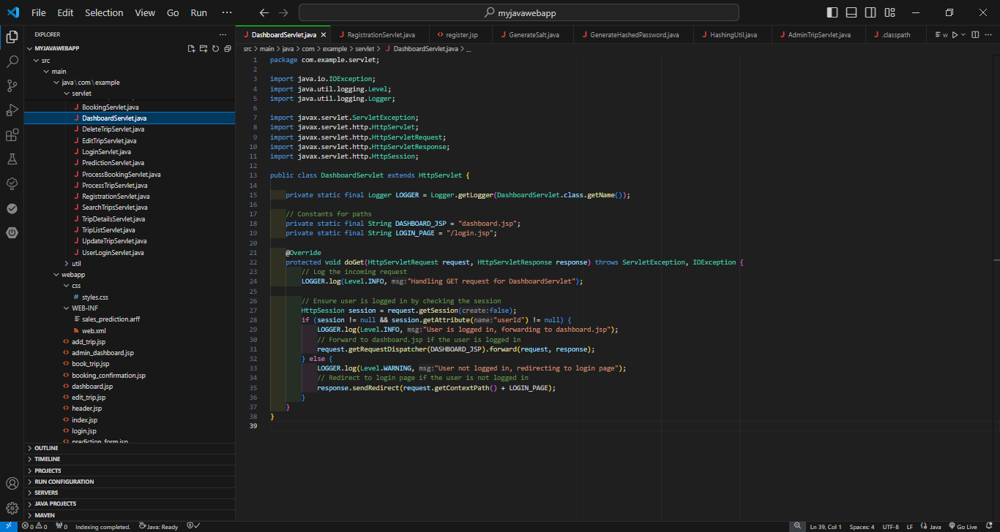 File Edit Selection View Go Run ··· myjavawebapp
EXPLORER ···
MYJAVAWEBAPP
src
main
java\com\example
servlet
BookingServlet.java
DashboardServlet.java
DeleteTripServlet.java
EditTripServlet.java
LoginServlet.java
PredictionServlet.java
ProcessBookingServlet.java
ProcessTripServlet.java
RegistrationServlet.java
SearchTripsServlet.java
TripDetailsServlet.java
TripListServlet.java
UpdateTripServlet.java
UserLoginServlet.java
util
webapp
css
# styles.css
WEB-INF
sales_prediction.arff
web.xml
add_trip.jsp
admin_dashboard.jsp
book_trip.jsp
booking_confirmation.jsp
dashboard.jsp
edit_trip.jsp
header.jsp
index.jsp
login.jsp
prediction_form.jsp
OUTLINE
TIMELINE
PROJECTS
RUN CONFIGURATION
SERVERS
JAVA PROJECTS
MAVEN
J DashboardServlet.java J RegistrationServlet.java <> register.jsp J GenerateSalt.java J GenerateHashedPassword.java J HashingUtil.java J AdminTripServlet.java J .classpath w ···
src > main > java > com > example > servlet > J DashboardServlet.java > ...
1 package com.example.servlet;
2
3 import java.io.IOException;
4 import java.util.logging.Level;
5 import java.util.logging.Logger;
6
7 import javax.servlet.ServletException;
8 import javax.servlet.http.HttpServlet;
9 import javax.servlet.http.HttpServletRequest;
10 import javax.servlet.http.HttpServletResponse;
11 import javax.servlet.http.HttpSession;
12
13 public class DashboardServlet extends HttpServlet {
14
15 private static final Logger LOGGER = Logger.getLogger(DashboardServlet.class.getName());
16
17 // Constants for paths
18 private static final String DASHBOARD_JSP = "dashboard.jsp";
19 private static final String LOGIN_PAGE = "/login.jsp";
20
21 @Override
22 protected void doGet(HttpServletRequest request, HttpServletResponse response) throws ServletException, IOException {
23 // Log the incoming request
24 LOGGER.log(Level.INFO, msg:"Handling GET request for DashboardServlet");
25
26 // Ensure user is logged in by checking the session
27 HttpSession session = request.getSession(create:false);
28 if (session != null && session.getAttribute(name:"userId") != null) {
29 LOGGER.log(Level.INFO, msg:"User is logged in, forwarding to dashboard.jsp");
30 // Forward to dashboard.jsp if the user is logged in
31 request.getRequestDispatcher(DASHBOARD_JSP).forward(request, response);
32 } else {
33 LOGGER.log(Level.WARNING, msg:"User not logged in, redirecting to login page");
34 // Redirect to login page if the user is not logged in
35 response.sendRedirect(request.getContextPath() + LOGIN_PAGE);
36 }
37 }
38 }
39
0 0 0 Indexing completed. Java: Ready Ln 39, Col 1 Spaces: 4 UTF-8 LF {} Java Go Live